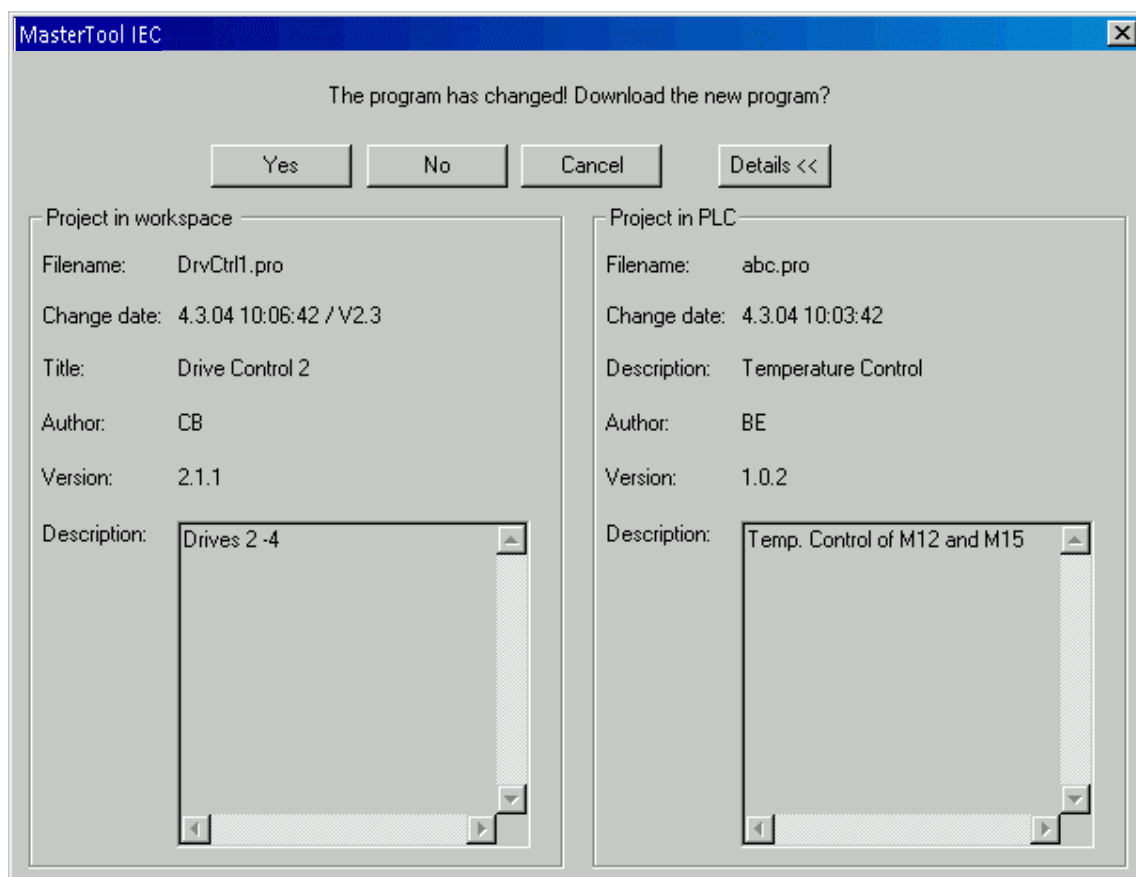 MasterTool IEC
The program has changed! Download the new program?
Yes No Cancel Details <<
Project in workspace
Filename: DrvCtrl1.pro
Change date: 4.3.04 10:06:42 / V2.3
Title: Drive Control 2
Author: CB
Version: 2.1.1
Description: Drives 2 -4
Project in PLC
Filename: abc.pro
Change date: 4.3.04 10:03:42
Description: Temperature Control
Author: BE
Version: 1.0.2
Description: Temp. Control of M12 and M15